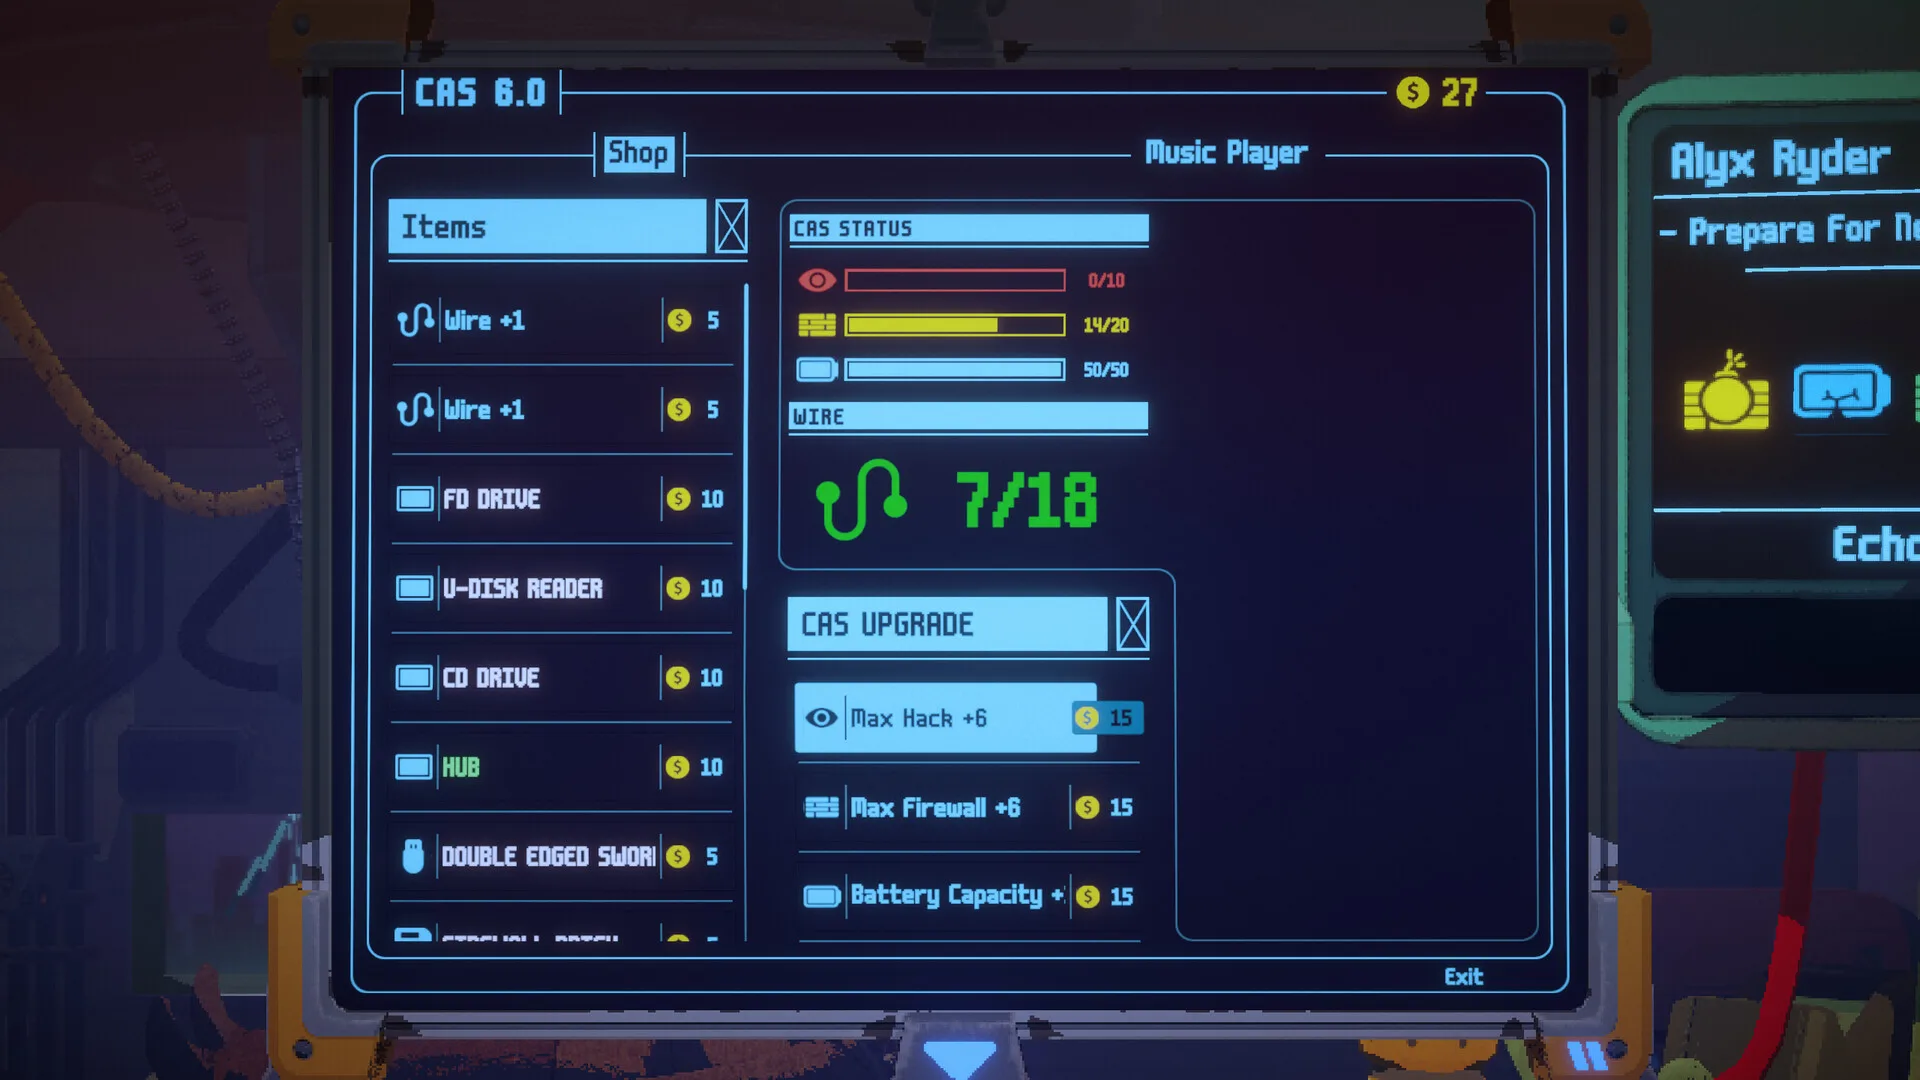 CAS 6.0
$ 27
Shop
Music Player
Items
Wire +1 $ 5
Wire +1 $ 5
FD DRIVE $ 10
U-DISK READER $ 10
CD DRIVE $ 10
HUB $ 10
DOUBLE EDGED SWOR $ 5
CAS STATUS
0/10
14/20
50/50
WIRE
7/18
CAS UPGRADE
Max Hack +6 $ 15
Max Firewall +6 $ 15
Battery Capacity + $ 15
Exit
Alyx Ryder
- Prepare For Ne
Echo